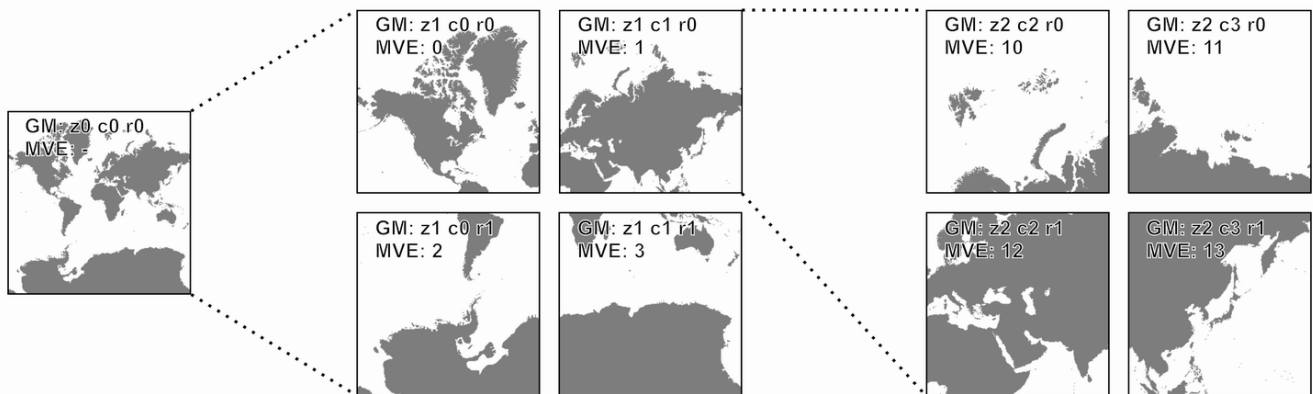 GM: z0 c0 r0
MVE: -
GM: z1 c0 r0
MVE: 0
GM: z1 c1 r0
MVE: 1
GM: z1 c0 r1
MVE: 2
GM: z1 c1 r1
MVE: 3
GM: z2 c2 r0
MVE: 10
GM: z2 c3 r0
MVE: 11
GM: z2 c2 r1
MVE: 12
GM: z2 c3 r1
MVE: 13